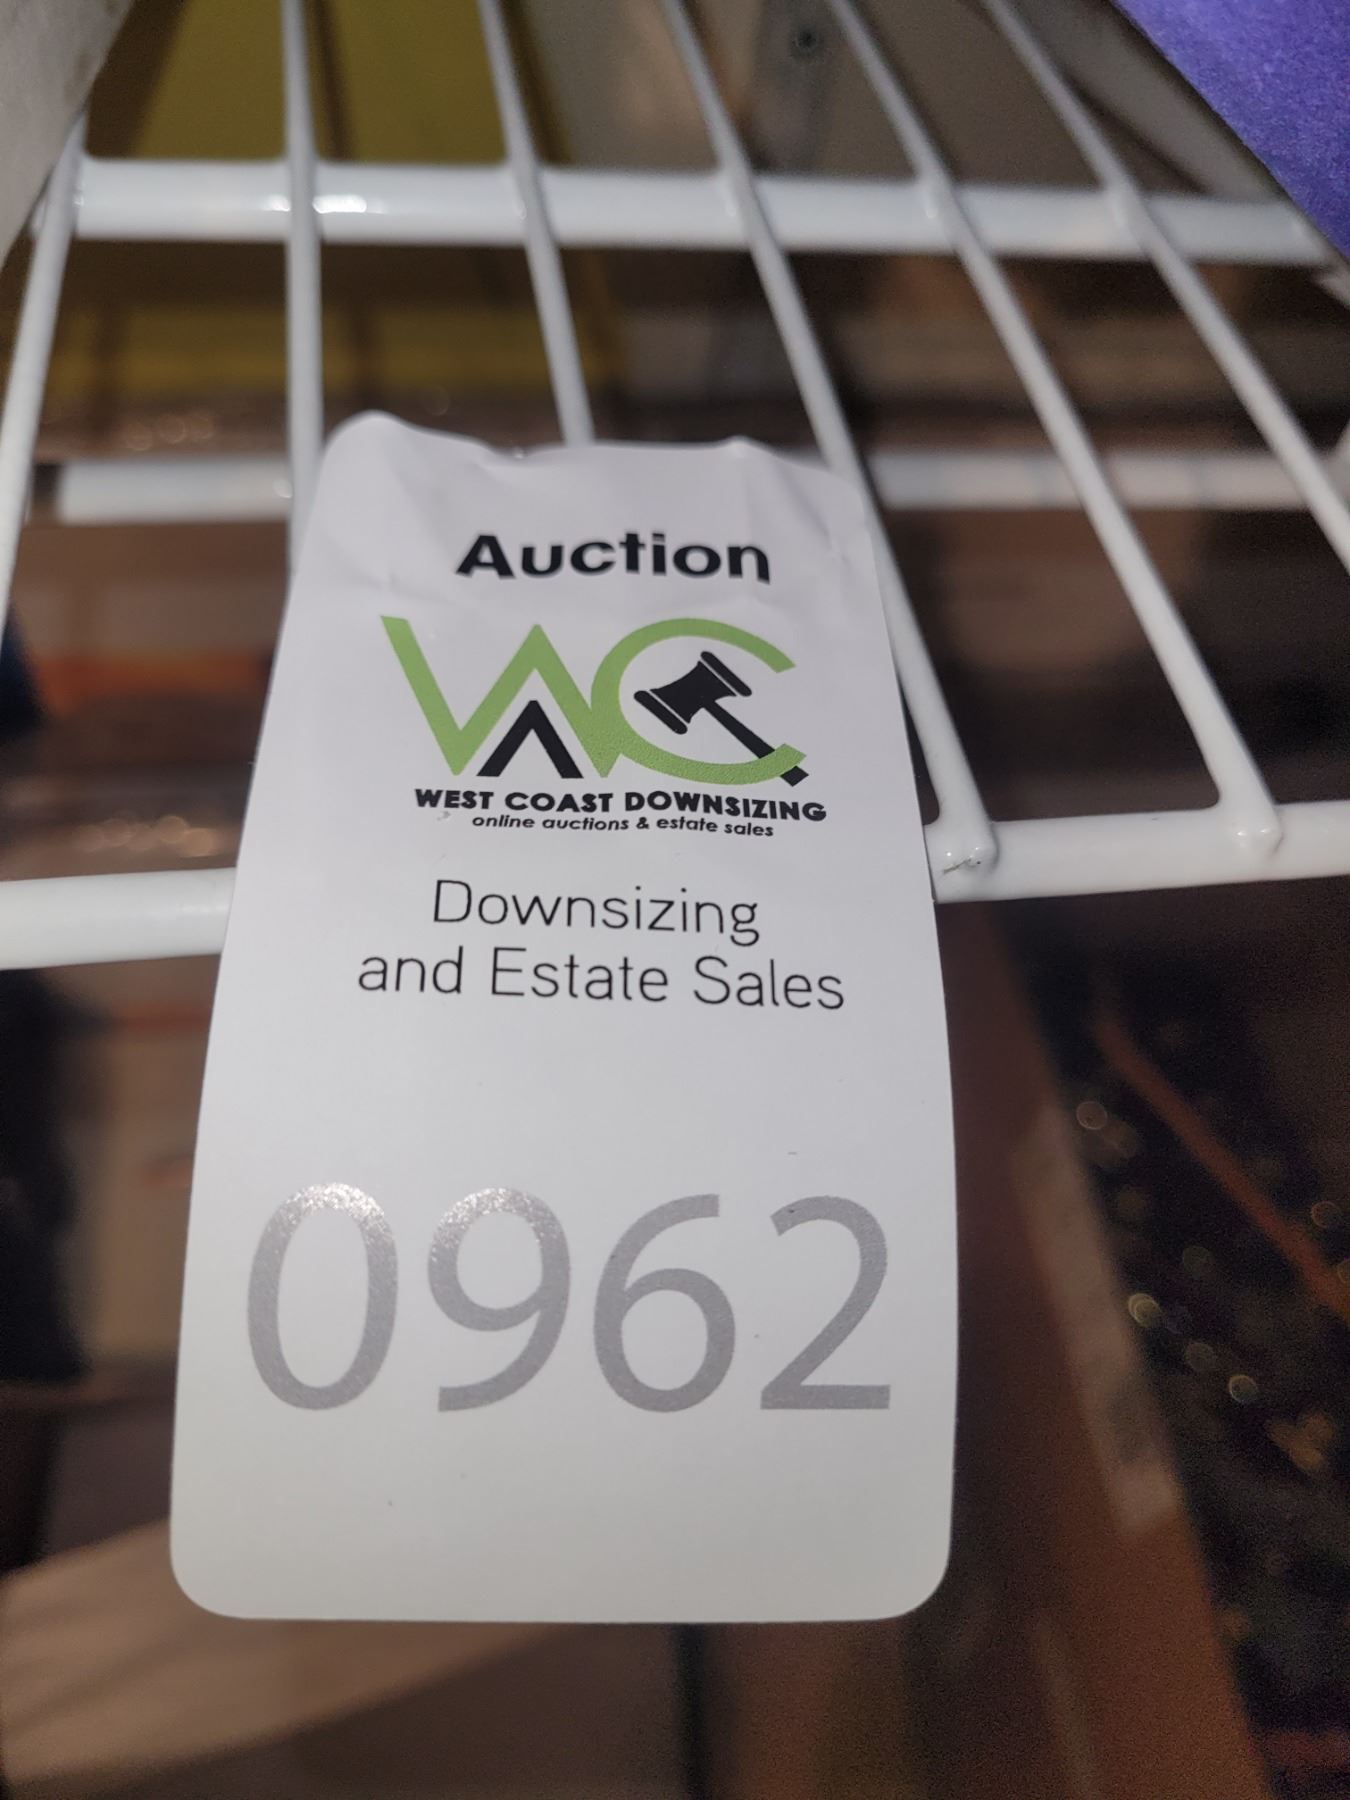 Auction
WC
WEST COAST DOWNSIZING
online auctions & estate sales
Downsizing
and Estate Sales
0962